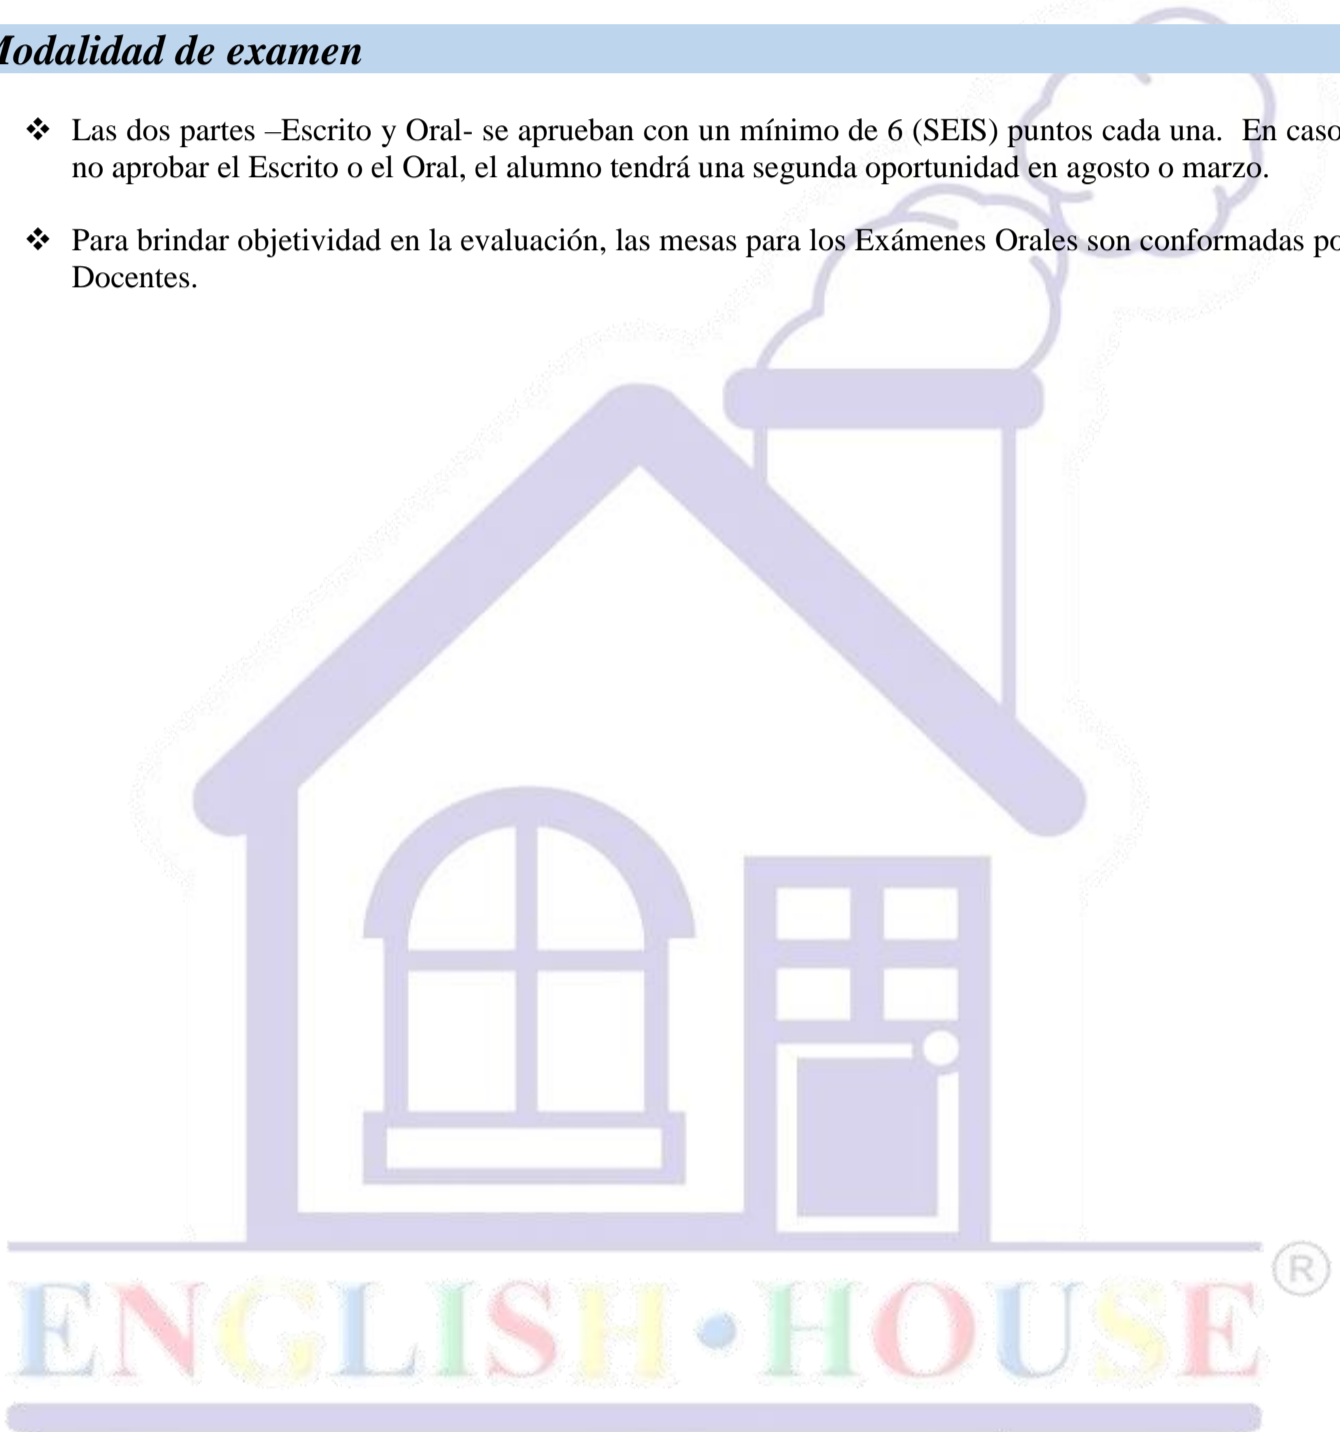 Modalidad de examen
❖ Las dos partes –Escrito y Oral- se aprueban con un mínimo de 6 (SEIS) puntos cada una.  En caso
no aprobar el Escrito o el Oral, el alumno tendrá una segunda oportunidad en agosto o marzo.
❖ Para brindar objetividad en la evaluación, las mesas para los Exámenes Orales son conformadas
Docentes.
ENGLISH•HOUSE®